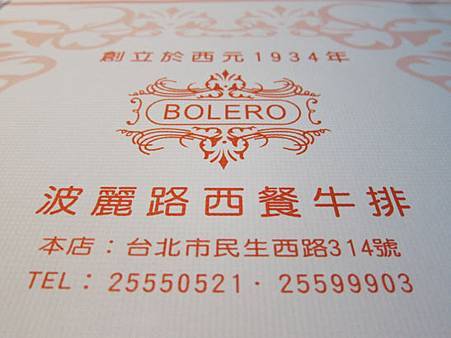 創立於西元1934年
BOLERO
波麗路西餐牛排
本店：台北市民生西路314號
TEL：25550521·25599903